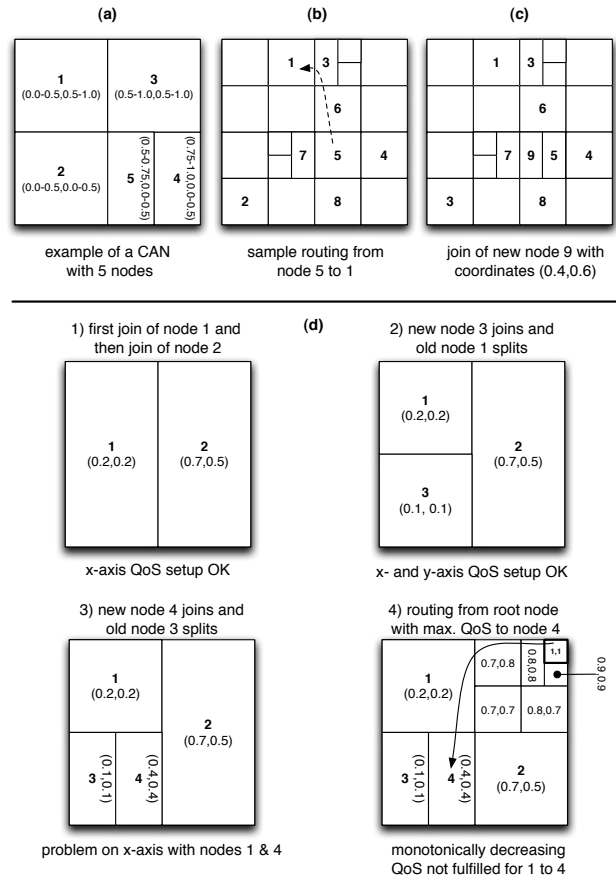 (a)
(b)
(c)
1
(0.0-0.5,0.5-1.0)
3
(0.5-1.0,0.5-1.0)
2
(0.0-0.5,0.0-0.5)
5
(0.5-0.75,0.0-0.5)
4
(0.75-1.0,0.0-0.5)
1
3
6
7
5
4
2
8
1
3
6
7
9
5
4
3
8
example of a CAN
with 5 nodes
sample routing from
node 5 to 1
join of new node 9 with
coordinates (0.4,0.6)
(d)
1) first join of node 1 and
then join of node 2
1
(0.2,0.2)
2
(0.7,0.5)
x-axis QoS setup OK
2) new node 3 joins and
old node 1 splits
1
(0.2,0.2)
2
(0.7,0.5)
3
(0.1, 0.1)
x- and y-axis QoS setup OK
3) new node 4 joins and
old node 3 splits
1
(0.2,0.2)
2
(0.7,0.5)
3
(0.1,0.1)
4
(0.4,0.4)
problem on x-axis with nodes 1 & 4
4) routing from root node
with max. QoS to node 4
1
(0.2,0.2)
0.7,0.8
0.8,0.8
1,1
0.9,0.9
0.7,0.7
0.8,0.7
3
(0.1,0.1)
4
(0.4,0.4)
2
(0.7,0.5)
monotonically decreasing
QoS not fulfilled for 1 to 4